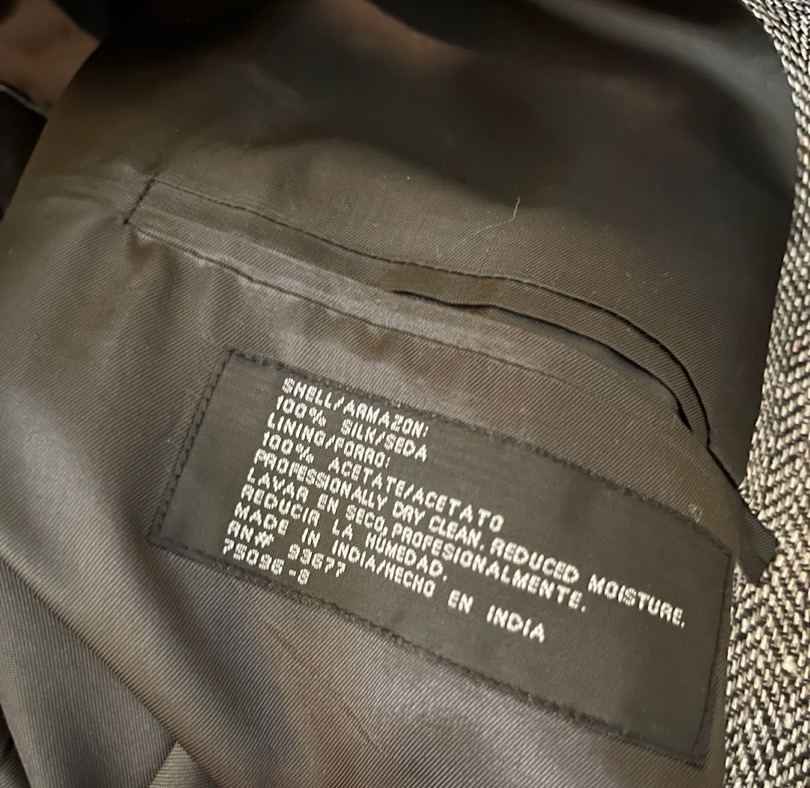 SHELL/ARMAZON:
100% SILK/SEDA
LINING/FORRO:
100% ACETATE/ACETATO
PROFESSIONALLY DRY CLEAN. REDUCED MOISTURE.
LAVAR EN SECO, PROFESIONALMENTE.
REDUCIR LA HUMEDAD.
MADE IN INDIA/HECHO EN INDIA
RN# 93677
75096-8